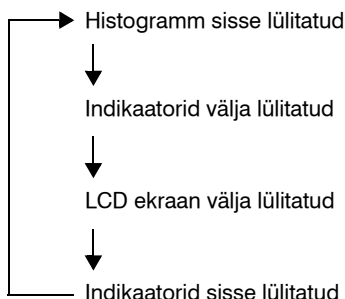 Histogramm sisse lülitatud
Indikaatorid välja lülitatud
LCD ekraan välja lülitatud
Indikaatorid sisse lülitatud